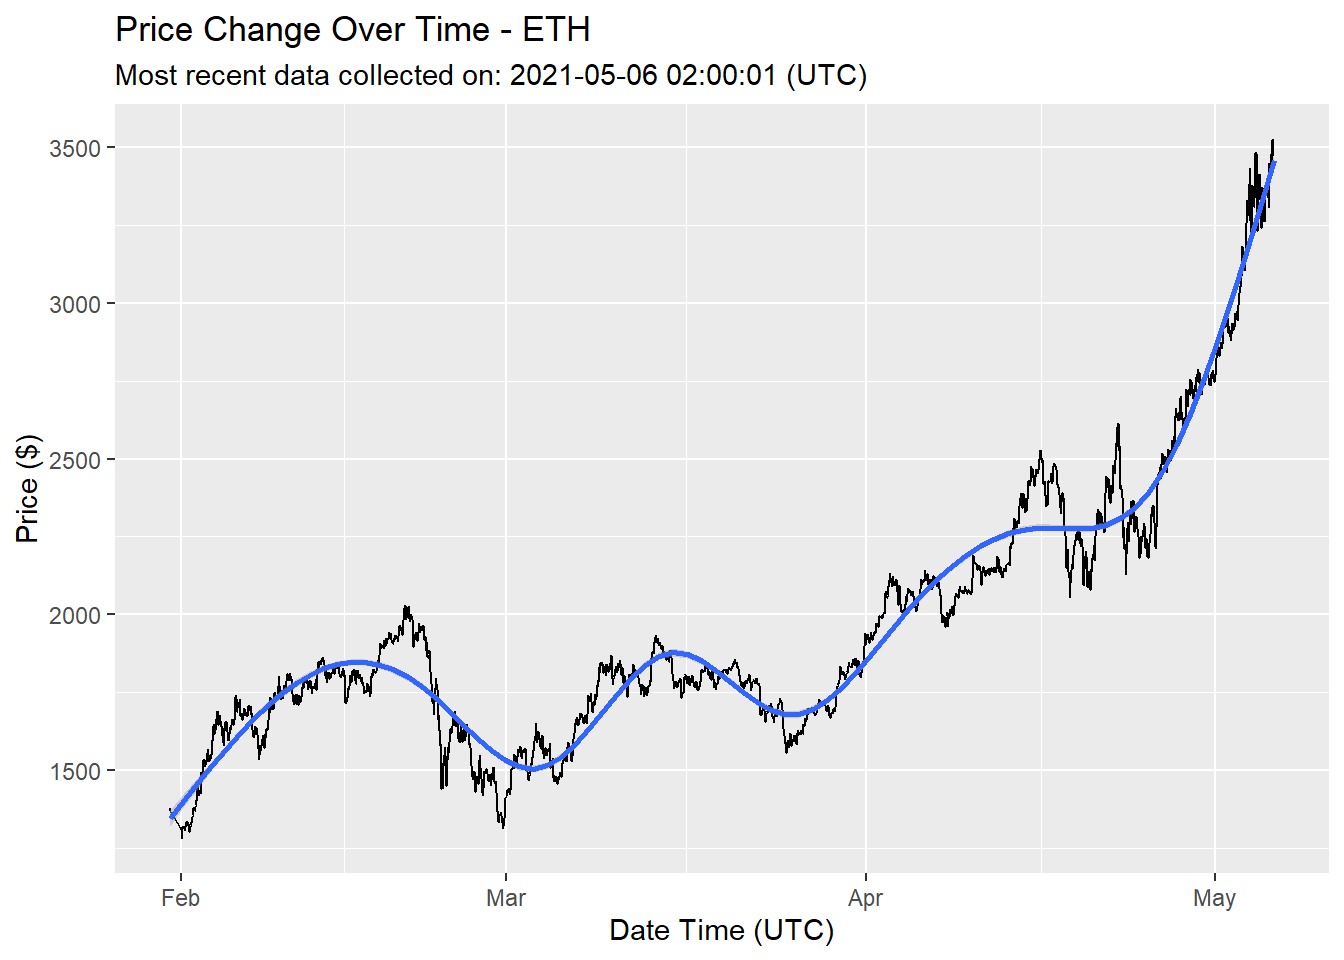 Price Change Over Time - ETH
Most recent data collected on: 2021-05-06 02:00:01 (UTC)
Price ($)
3500
3000
2500
2000
1500
Feb
Mar
Apr
May
Date Time (UTC)